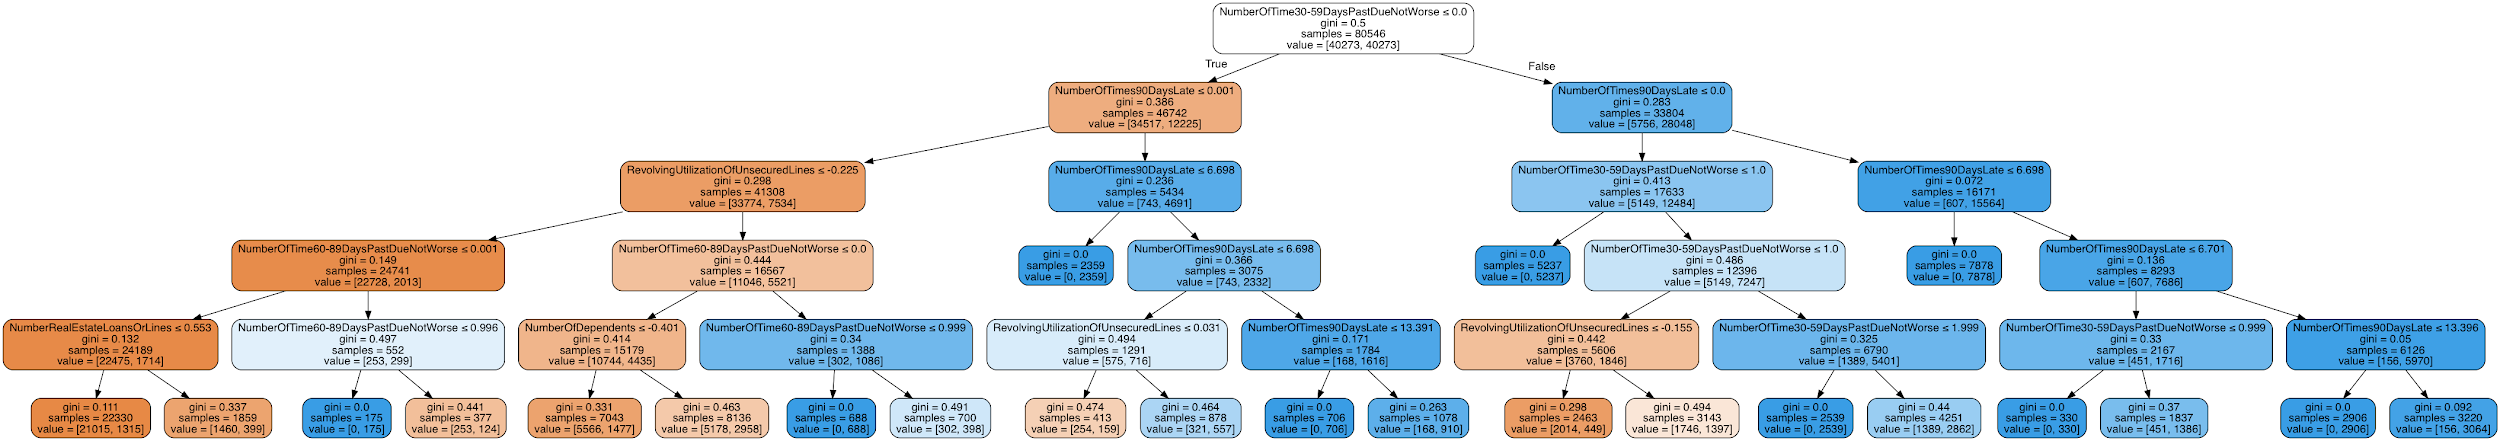 NumberOfTime30-59DaysPastDueNotWorse ≤ 0.0
gini = 0.5
samples = 80546
value = [40273, 40273]
True
False
NumberOfTimes90DaysLate ≤ 0.001
gini = 0.386
samples = 46742
value = [34517, 12225]
NumberOfTimes90DaysLate ≤ 0.0
gini = 0.283
samples = 33804
value = [5756, 28048]
RevolvingUtilizationOfUnsecuredLines ≤ -0.225
gini = 0.298
samples = 41308
value = [33774, 7534]
NumberOfTimes90DaysLate ≤ 6.698
gini = 0.236
samples = 5434
value = [743, 4691]
NumberOfTime30-59DaysPastDueNotWorse ≤ 1.0
gini = 0.413
samples = 17633
value = [5149, 12484]
NumberOfTimes90DaysLate ≤ 6.698
gini = 0.072
samples = 16171
value = [607, 15564]
NumberOfTime60-89DaysPastDueNotWorse ≤ 0.001
gini = 0.149
samples = 24741
value = [22728, 2013]
NumberOfTime60-89DaysPastDueNotWorse ≤ 0.0
gini = 0.444
samples = 16567
value = [11046, 5521]
gini = 0.0
samples = 2359
value = [0, 2359]
NumberOfTimes90DaysLate ≤ 6.698
gini = 0.366
samples = 3075
value = [743, 2332]
gini = 0.0
samples = 5237
value = [0, 5237]
NumberOfTime30-59DaysPastDueNotWorse ≤ 1.0
gini = 0.486
samples = 12396
value = [5149, 7247]
gini = 0.0
samples = 7878
value = [0, 7878]
NumberOfTimes90DaysLate ≤ 6.701
gini = 0.136
samples = 8293
value = [607, 7686]
NumberRealEstateLoansOrLines ≤ 0.553
gini = 0.132
samples = 24189
value = [22475, 1714]
NumberOfTime60-89DaysPastDueNotWorse ≤ 0.996
gini = 0.497
samples = 552
value = [253, 299]
NumberOfDependents ≤ -0.401
gini = 0.414
samples = 15179
value = [10744, 4435]
NumberOfTime60-89DaysPastDueNotWorse ≤ 0.999
gini = 0.34
samples = 1388
value = [302, 1086]
RevolvingUtilizationOfUnsecuredLines ≤ 0.031
gini = 0.494
samples = 1291
value = [575, 716]
NumberOfTimes90DaysLate ≤ 13.391
gini = 0.171
samples = 1784
value = [168, 1616]
RevolvingUtilizationOfUnsecuredLines ≤ -0.155
gini = 0.442
samples = 5606
value = [3760, 1846]
NumberOfTime30-59DaysPastDueNotWorse ≤ 1.999
gini = 0.325
samples = 6790
value = [1389, 5401]
NumberOfTime30-59DaysPastDueNotWorse ≤ 0.999
gini = 0.33
samples = 2167
value = [451, 1716]
NumberOfTimes90DaysLate ≤ 13.396
gini = 0.05
samples = 6126
value = [156, 5970]
gini = 0.111
samples = 22330
value = [21015, 1315]
gini = 0.337
samples = 1859
value = [1460, 399]
gini = 0.0
samples = 175
value = [0, 175]
gini = 0.441
samples = 377
value = [253, 124]
gini = 0.331
samples = 7043
value = [5566, 1477]
gini = 0.463
samples = 8136
value = [5178, 2958]
gini = 0.0
samples = 688
value = [0, 688]
gini = 0.491
samples = 700
value = [302, 398]
gini = 0.474
samples = 413
value = [254, 159]
gini = 0.464
samples = 878
value = [321, 557]
gini = 0.0
samples = 706
value = [0, 706]
gini = 0.263
samples = 1078
value = [168, 910]
gini = 0.298
samples = 2463
value = [2014, 449]
gini = 0.494
samples = 3143
value = [1746, 1397]
gini = 0.0
samples = 2539
value = [0, 2539]
gini = 0.44
samples = 4251
value = [1389, 2862]
gini = 0.0
samples = 330
value = [0, 330]
gini = 0.37
samples = 1837
value = [451, 1386]
gini = 0.0
samples = 2906
value = [0, 2906]
gini = 0.092
samples = 3220
value = [156, 3064]